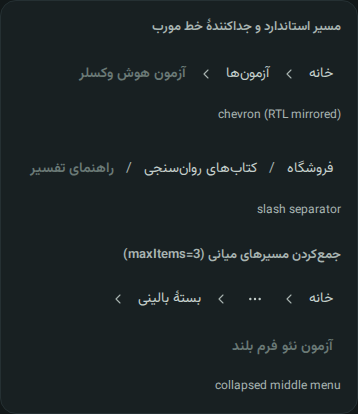 مسیر استاندارد و جداکنندهٔ خط مورب
خانه › آزمون‌ها › آزمون هوش وکسلر
chevron (RTL mirrored)
فروشگاه / کتاب‌های روان‌سنجی / راهنمای تفسیر
slash separator
جمع‌کردن مسیرهای میانی (maxItems=3)
خانه › ... › بستهٔ بالینی ›
آزمون نئو فرم بلند
collapsed middle menu